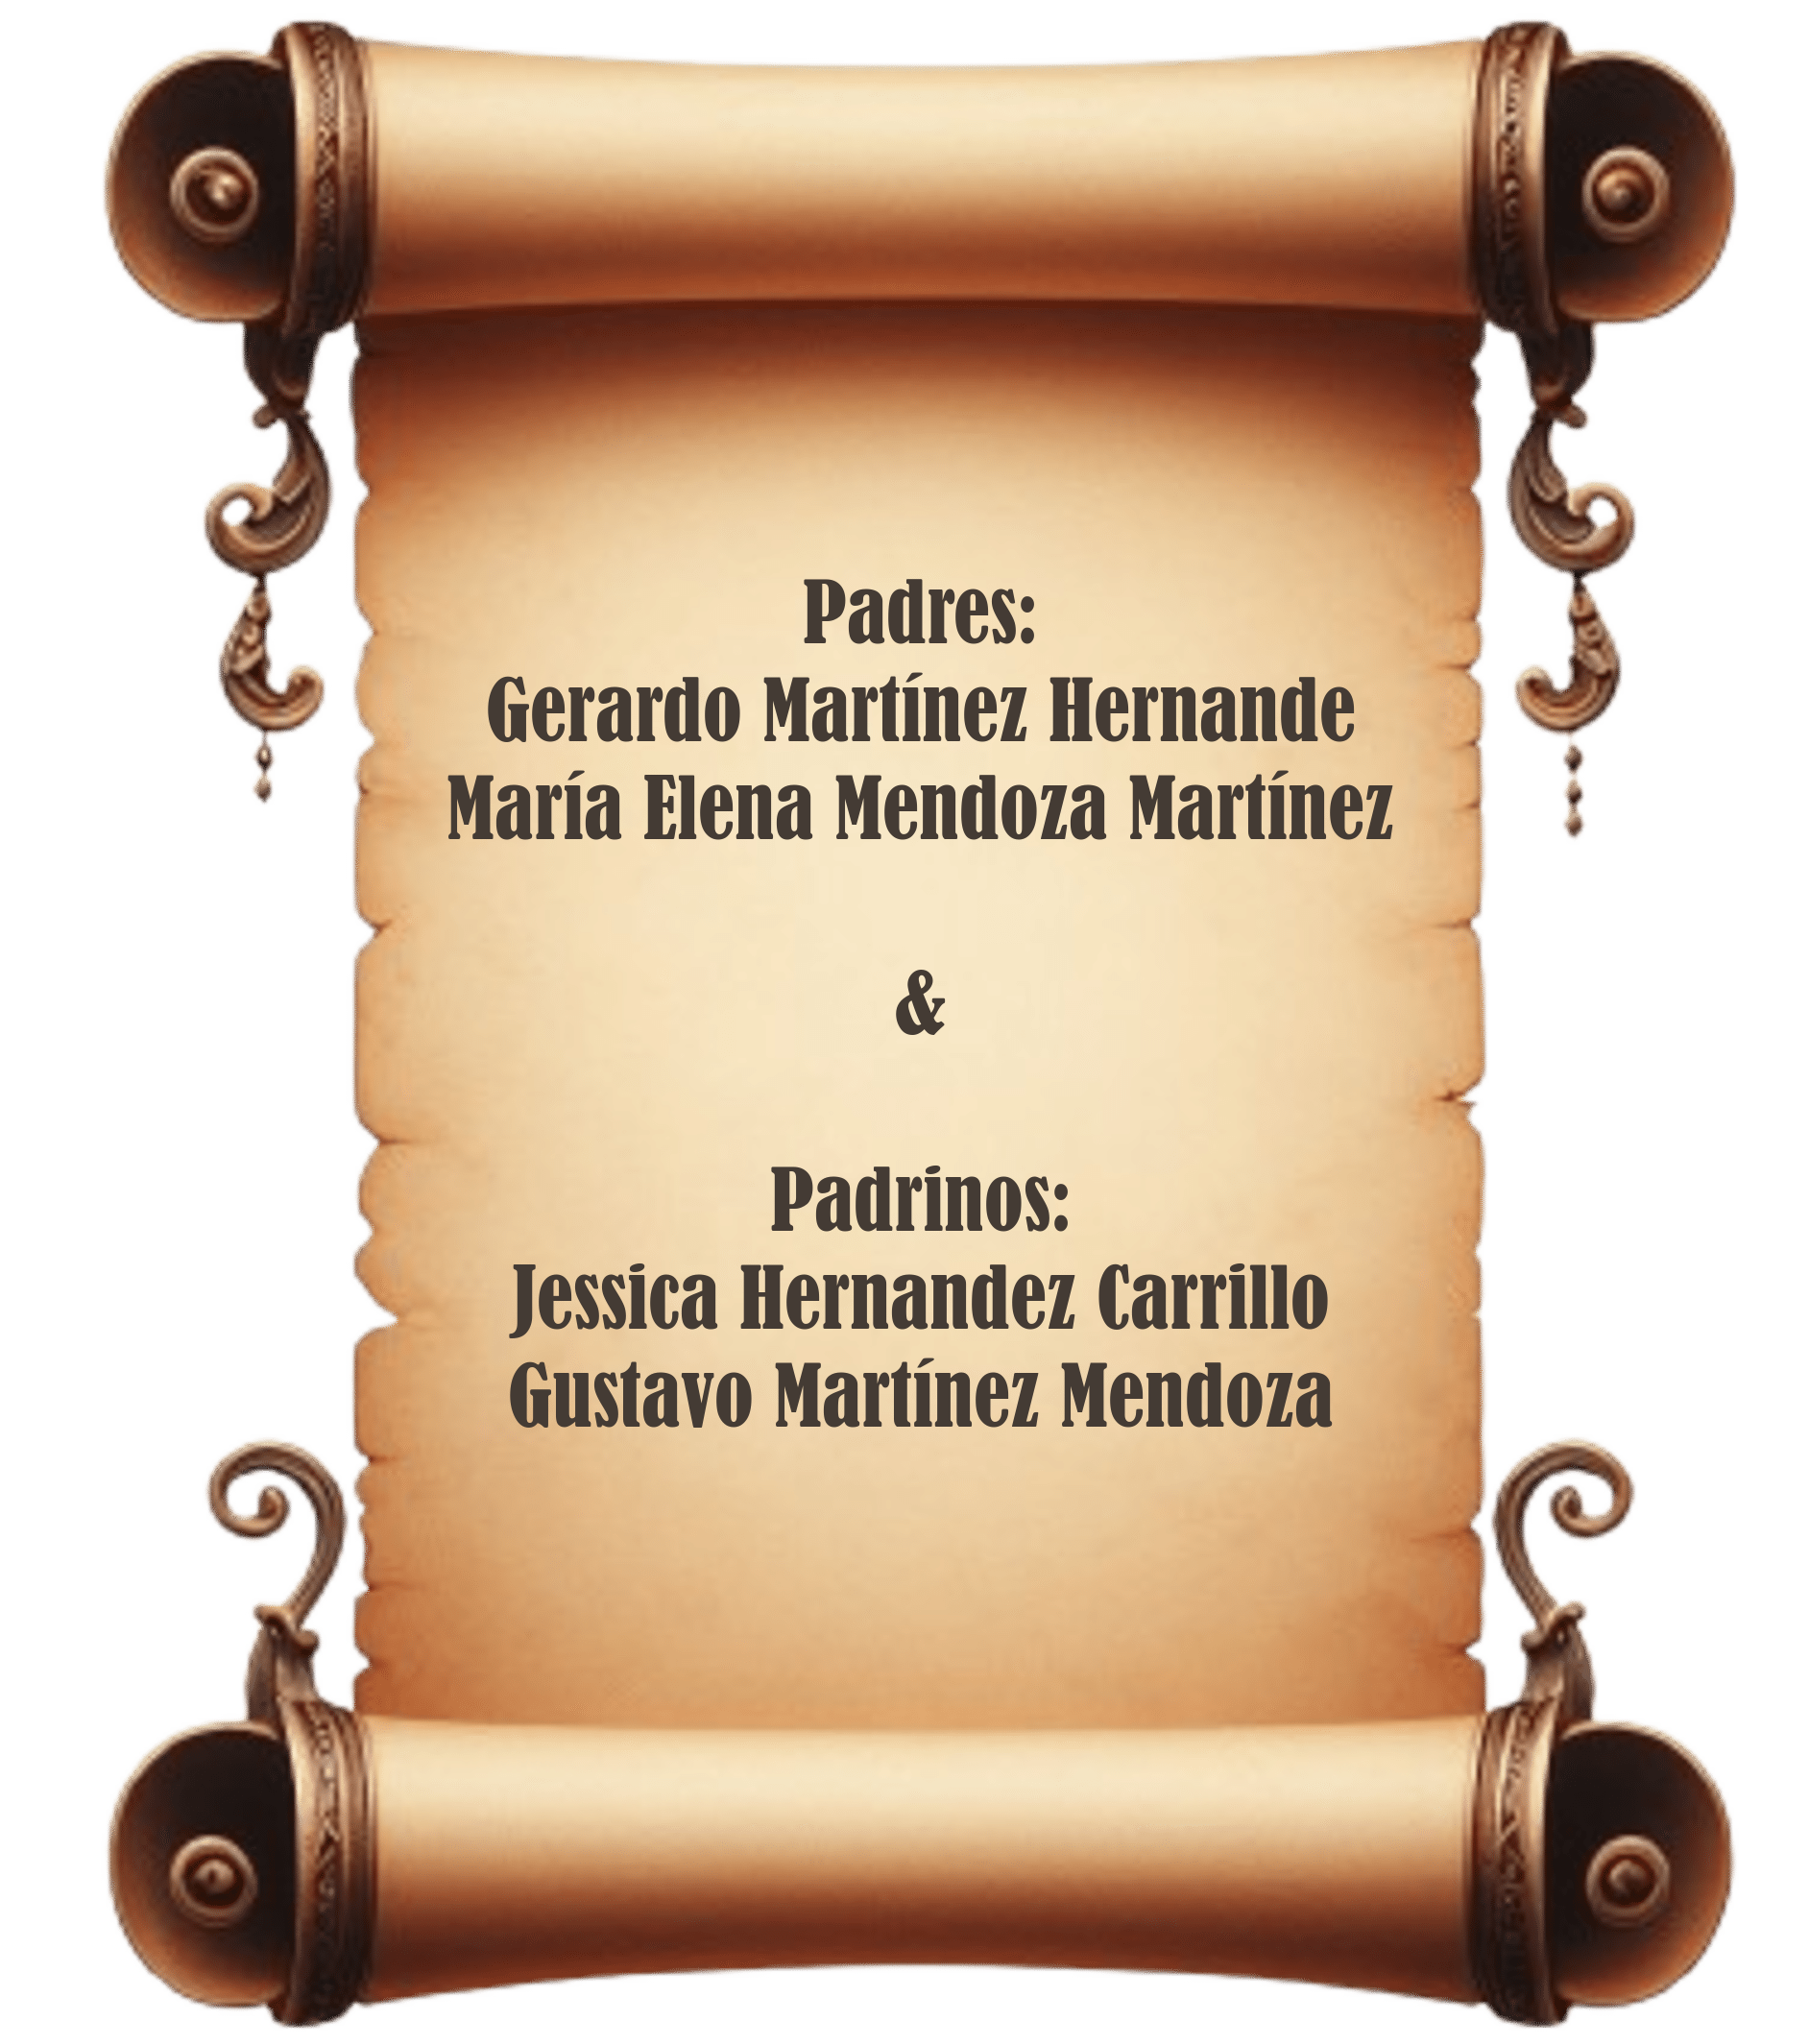 Padres:
Gerardo Martínez Hernande
María Elena Mendoza Martínez
&
Padrinos:
Jessica Hernandez Carrillo
Gustavo Martínez Mendoza